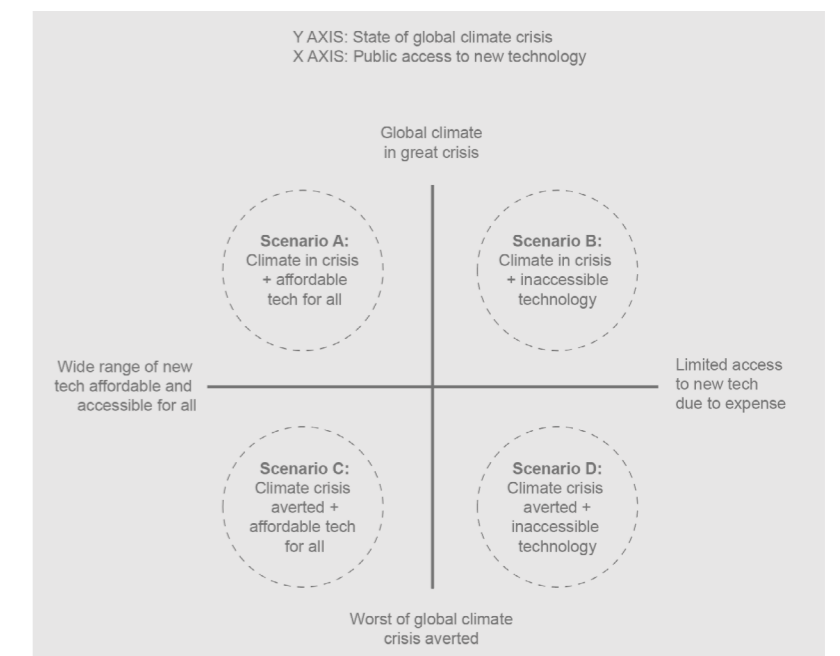 Y AXIS: State of global climate crisis
X AXIS: Public access to new technology
Global climate
in great crisis
Scenario A:
Climate in crisis
+ affordable
tech for all
Scenario B:
Climate in crisis
+ inaccessible
technology
Wide range of new
tech affordable and
accessible for all
Limited access
to new tech
due to expense
Scenario C:
Climate crisis
averted +
affordable tech
for all
Scenario D:
Climate crisis
averted +
inaccessible
technology
Worst of global climate
crisis averted